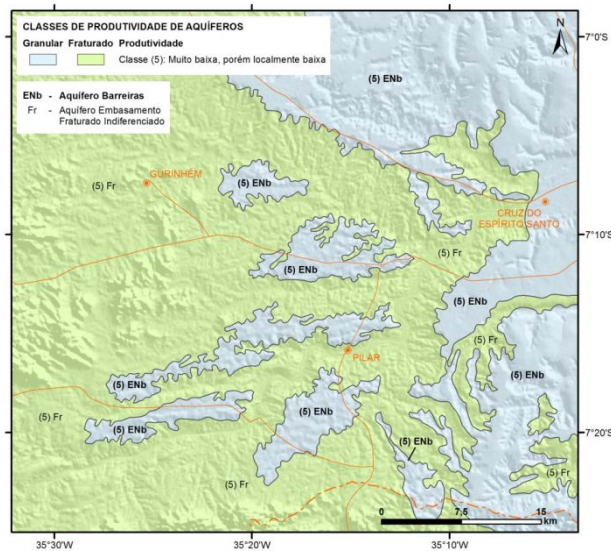 CLASSES DE PRODUTIVIDADE DE AQUÍFEROS
Granular Fraturado Produtividade
Classe (5): Muito baixa, porém localmente baixa
ENb - Aquífero Barreiras
Fr - Aquífero Embasamento
Fraturado Indiferenciado
N
7°0'S
(5) ENb
GURINHÉM
(5) Fr
(5) ENb
CRUZ DO
ESPÍRITO SANTO
7°10'S
(5) Fr
(5) ENb
(5) ENb
(5) Fr
PILAR
(5) ENb
(5) ENb
(5) ENb
(5) Fr
(5) ENb
(5) ENb
7°20'S
(5) Fr
(5) Fr
0 7,5 15
km
35°30'W 35°20'W 35°10'W